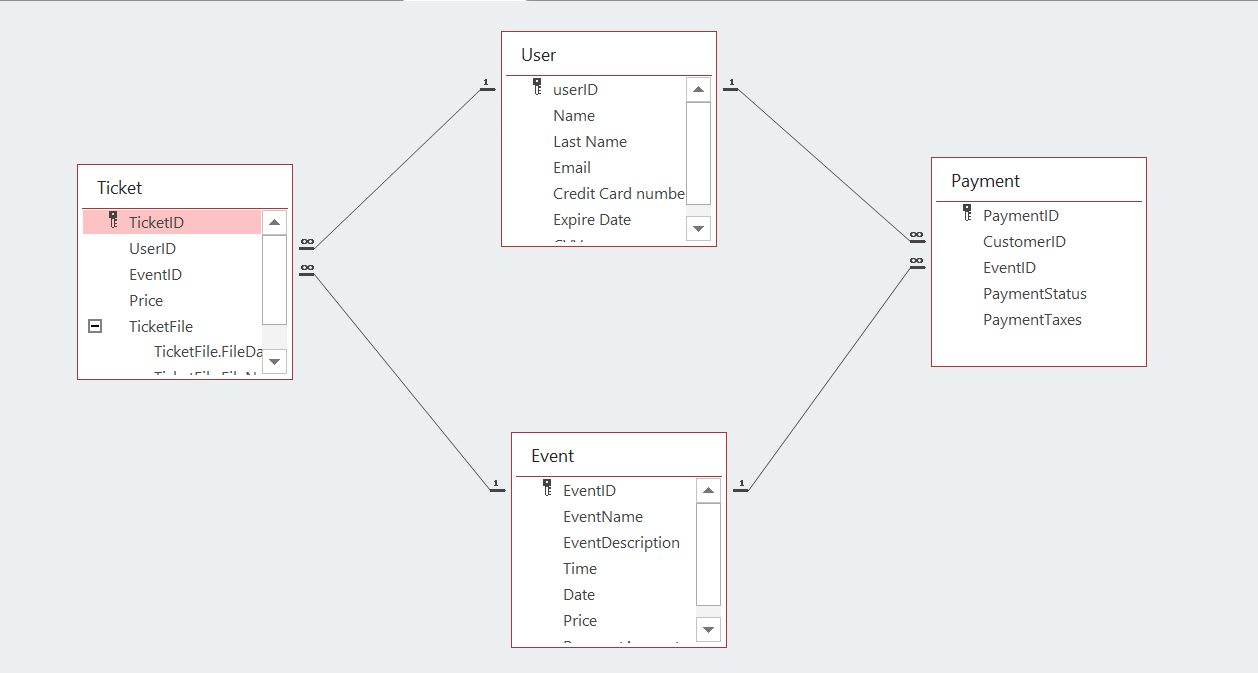 User
userID
Name
Last Name
Email
Credit Card numbe
Expire Date
1
1
Ticket
TicketID
UserID
EventID
Price
TicketFile
TicketFile.FileDa
∞
∞
Payment
PaymentID
CustomerID
EventID
PaymentStatus
PaymentTaxes
∞
∞
Event
EventID
EventName
EventDescription
Time
Date
Price
1
1